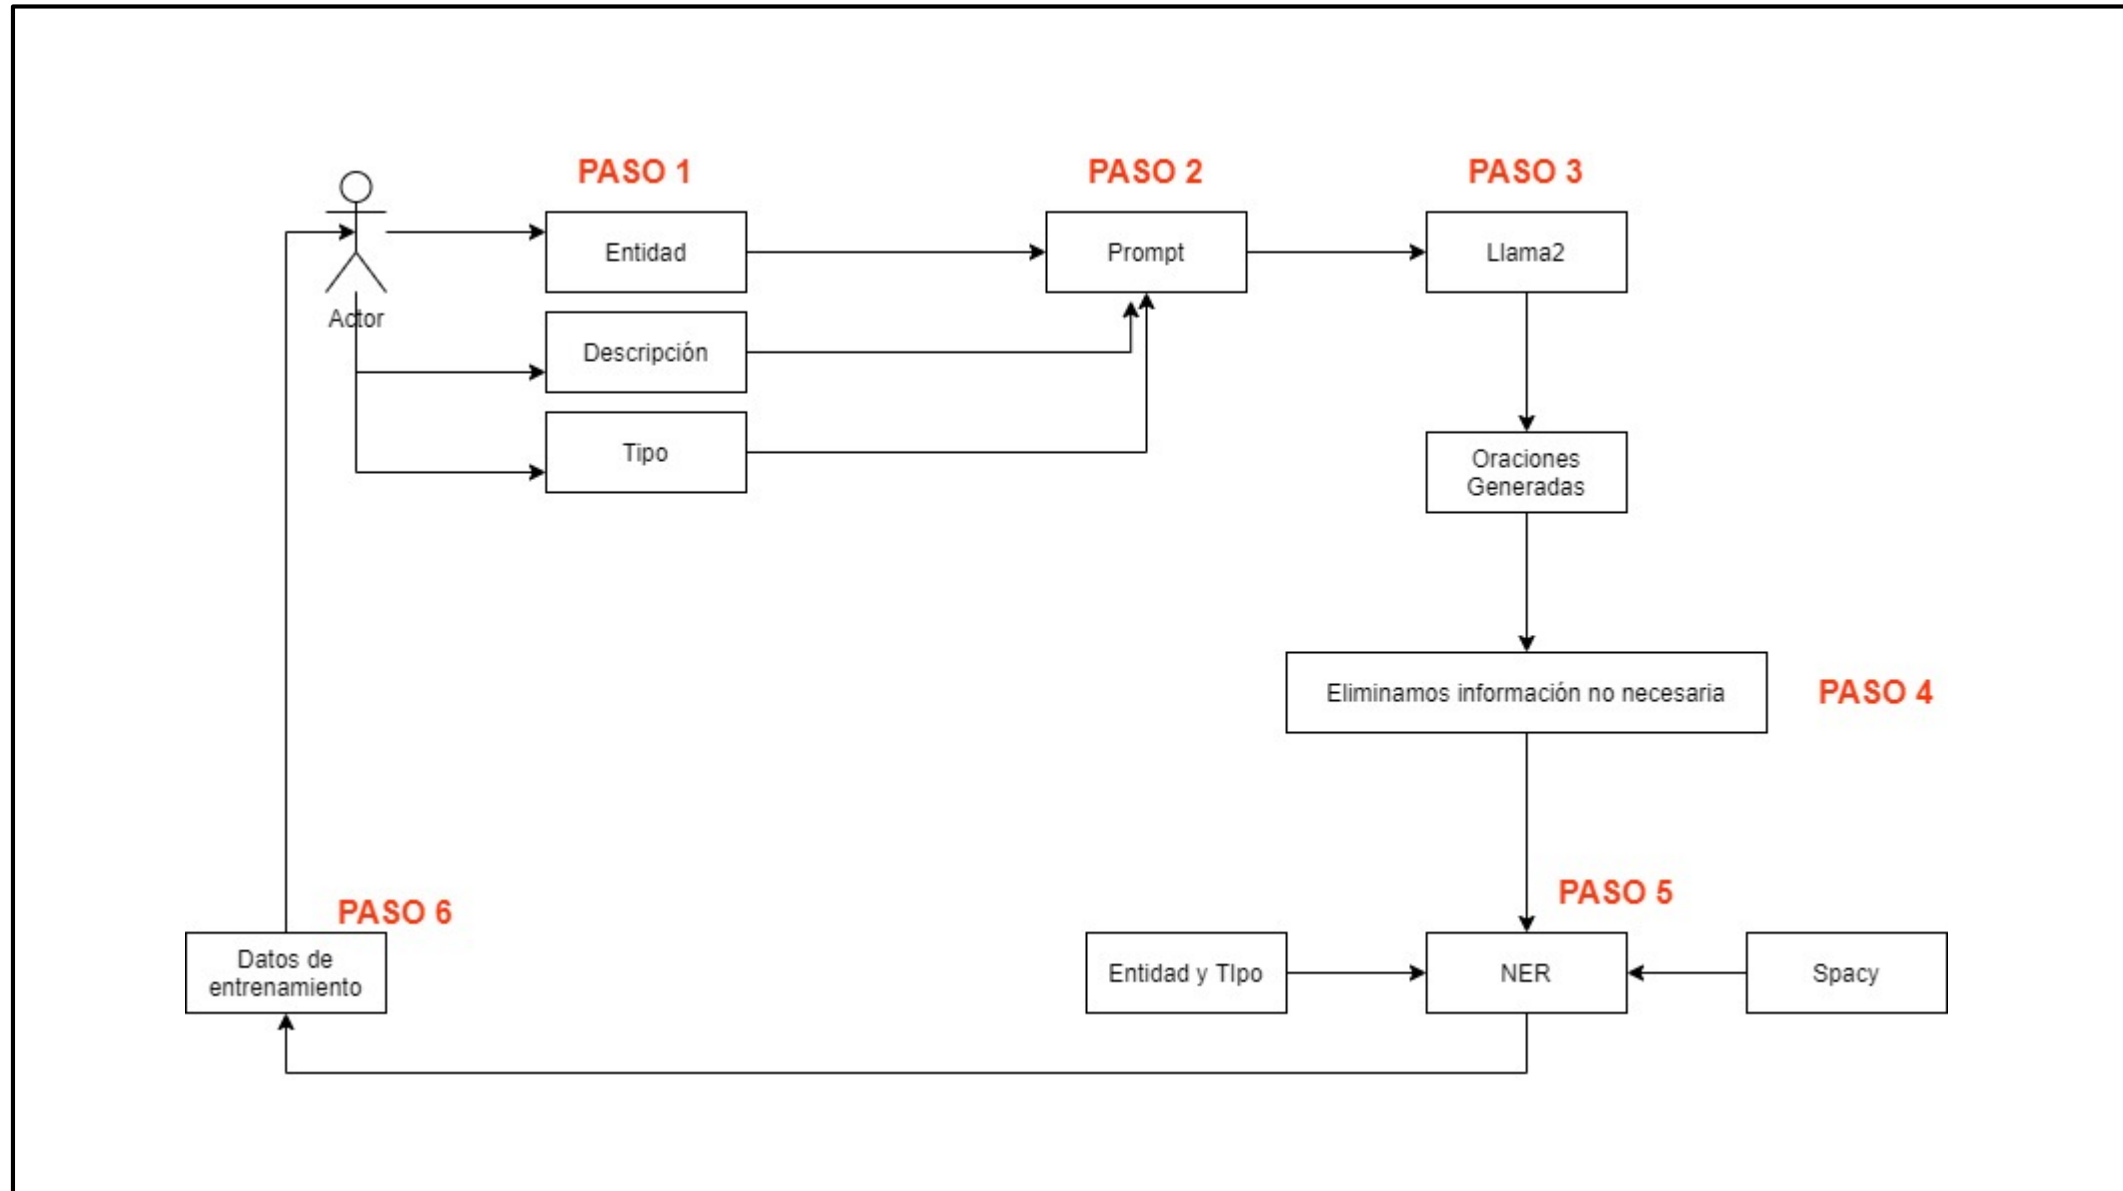 PASO 1
PASO 2
PASO 3
Entidad
Prompt
Llama2
Actor
Descripción
Tipo
Oraciones
Generadas
Eliminamos información no necesaria
PASO 4
PASO 5
PASO 6
Datos de
entrenamiento
Entidad y TIpo
NER
Spacy